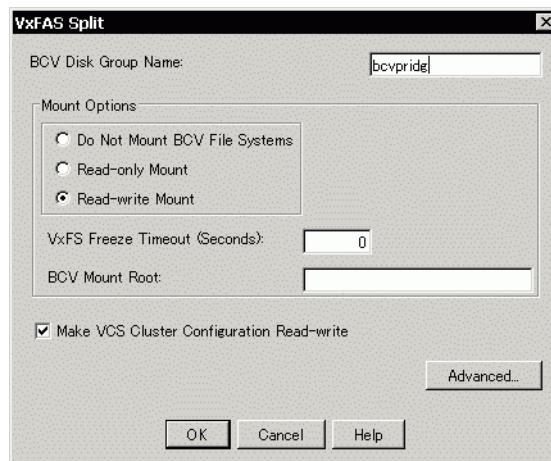 VxFAS Split
BCV Disk Group Name: bcvpridg
Mount Options
Do Not Mount BCV File Systems
Read-only Mount
Read-write Mount
VxFS Freeze Timeout (Seconds): 0
BCV Mount Root:
Make VCS Cluster Configuration Read-write
Advanced...
OK Cancel Help